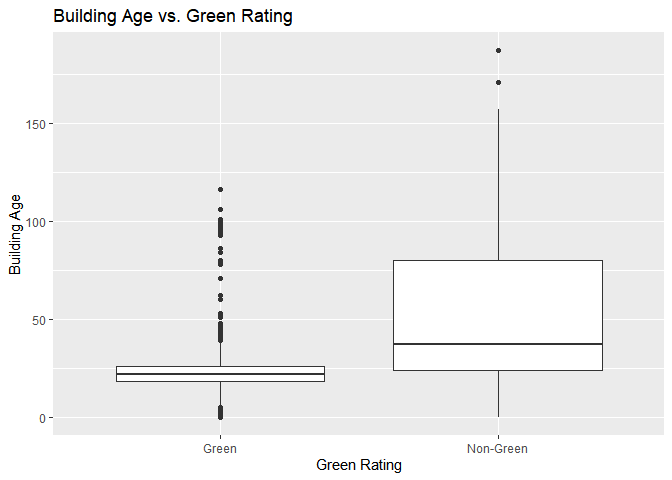 Building Age vs. Green Rating
150
100
50
0
Building Age
Green
Non-Green
Green Rating